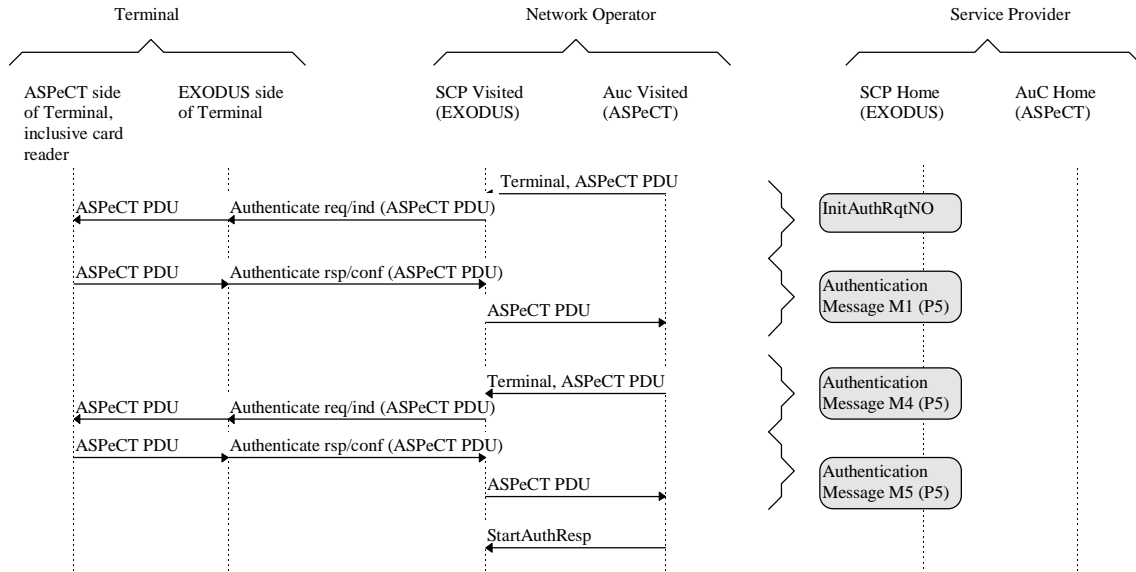 Terminal
Network Operator
Service Provider
ASPeCT side
of Terminal,
inclusive card
reader
EXODUS side
of Terminal
SCP Visited
(EXODUS)
Auc Visited
(ASPeCT)
SCP Home
(EXODUS)
AuC Home
(ASPeCT)
Terminal, ASPeCT PDU
ASPeCT PDU
Authenticate req/ind (ASPeCT PDU)
InitAuthRqtNO
ASPeCT PDU
Authenticate rsp/conf (ASPeCT PDU)
ASPeCT PDU
Authentication
Message M1 (P5)
Terminal, ASPeCT PDU
ASPeCT PDU
Authenticate req/ind (ASPeCT PDU)
Authentication
Message M4 (P5)
ASPeCT PDU
Authenticate rsp/conf (ASPeCT PDU)
ASPeCT PDU
Authentication
Message M5 (P5)
StartAuthResp